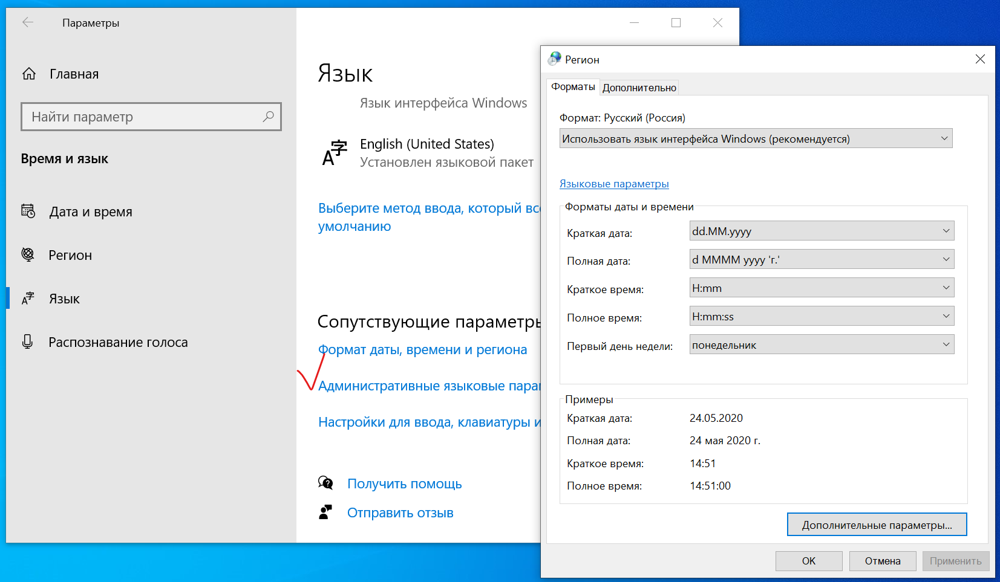 Параметры
Главная
Найти параметр
Время и язык
Дата и время
Регион
Язык
Распознавание голоса
Язык
Язык интерфейса Windows
A字
English (United States)
Установлен языковой пакет
Выберите метод ввода, который
умолчанию
Сопутствующие параметры
Формат даты, времени и региона
Административные языковые
Настройки для ввода, клавиатуры и
Получить помощь
Отправить отзыв
Регион
Форматы
Дополнительно
Формат: Русский (Россия)
Использовать язык интерфейса Windows (рекомендуется)
Языковые параметры
Форматы даты и времени
Краткая дата: dd.MM.yyyy
Полная дата: d MMMM yyyy 'г.'
Краткое время: H:mm
Полное время: H:mm:ss
Первый день недели: понедельник
Примеры
Краткая дата: 24.05.2020
Полная дата: 24 мая 2020 г.
Краткое время: 14:51
Полное время: 14:51:00
Дополнительные параметры...
OK
Отмена
Применить